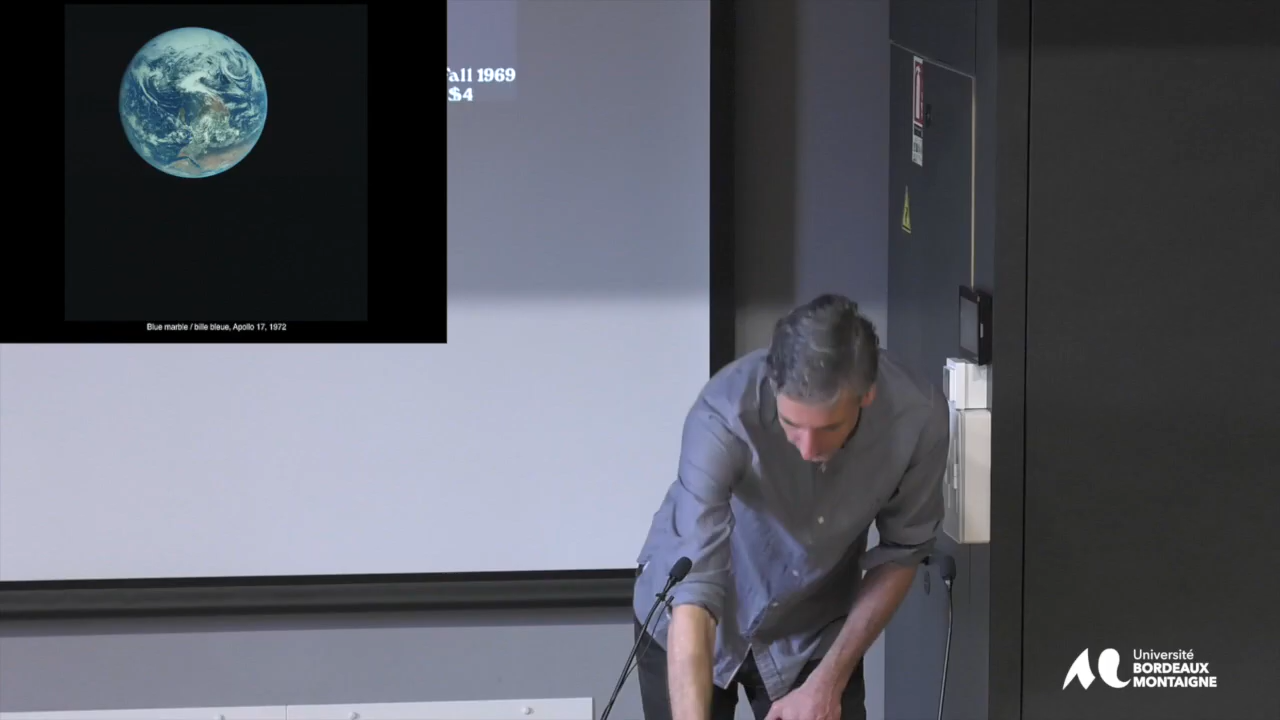 Fall 1969
$4
Blue marble / bille bleue, Apollo 17, 1972
Université
BORDEAUX
MONTAIGNE